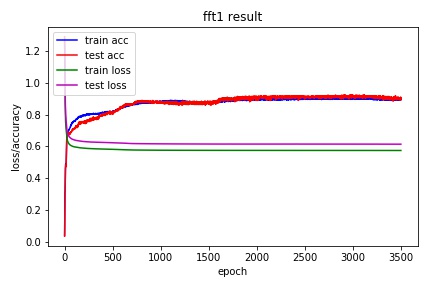 fft1 result
train acc
test acc
train loss
test loss
loss/accuracy
1.2
1.0
0.8
0.6
0.4
0.2
0.0
0 500 1000 1500 2000 2500 3000 3500
epoch